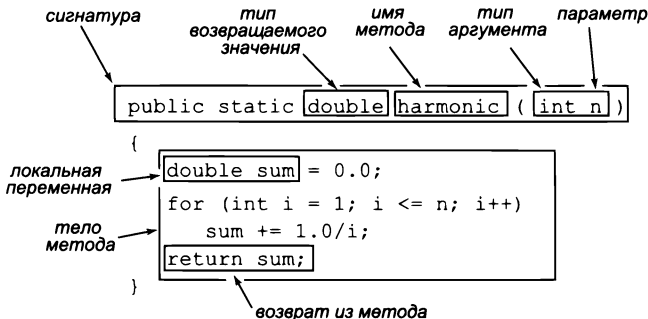 сигнатура
тип возвращаемого значения
имя метода
тип аргумента
параметр
public static double harmonic ( int n )
{
локальная переменная
double sum = 0.0;
for (int i = 1; i <= n; i++)
тело метода
sum += 1.0/i;
return sum;
}
возврат из метода